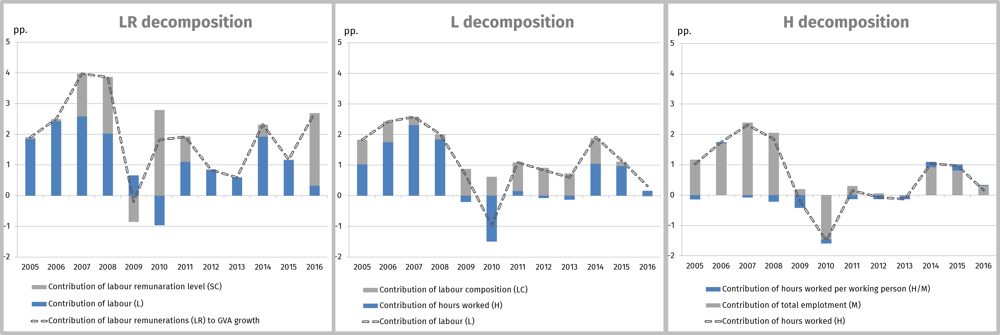 LR decomposition
pp.
5
4
3
2
1
0
-1
-2
2005 2006 2007 2008 2009 2010 2011 2012 2013 2014 2015 2016
Contribution of labour remunaration level (SC)
Contribution of labour (L)
Contribution of labour remunerations (LR) to GVA growth
L decomposition
pp.
5
4
3
2
1
0
-1
-2
2005 2006 2007 2008 2009 2010 2011 2012 2013 2014 2015 2016
Contribution of labour composition (LC)
Contribution of hours worked (H)
Contribution of labour (L)
H decomposition
pp.
5
4
3
2
1
0
-1
-2
2005 2006 2007 2008 2009 2010 2011 2012 2013 2014 2015 2016
Contribution of hours worked per working person (H/M)
Contribution of total emplotment (M)
Contribution of hours worked (H)